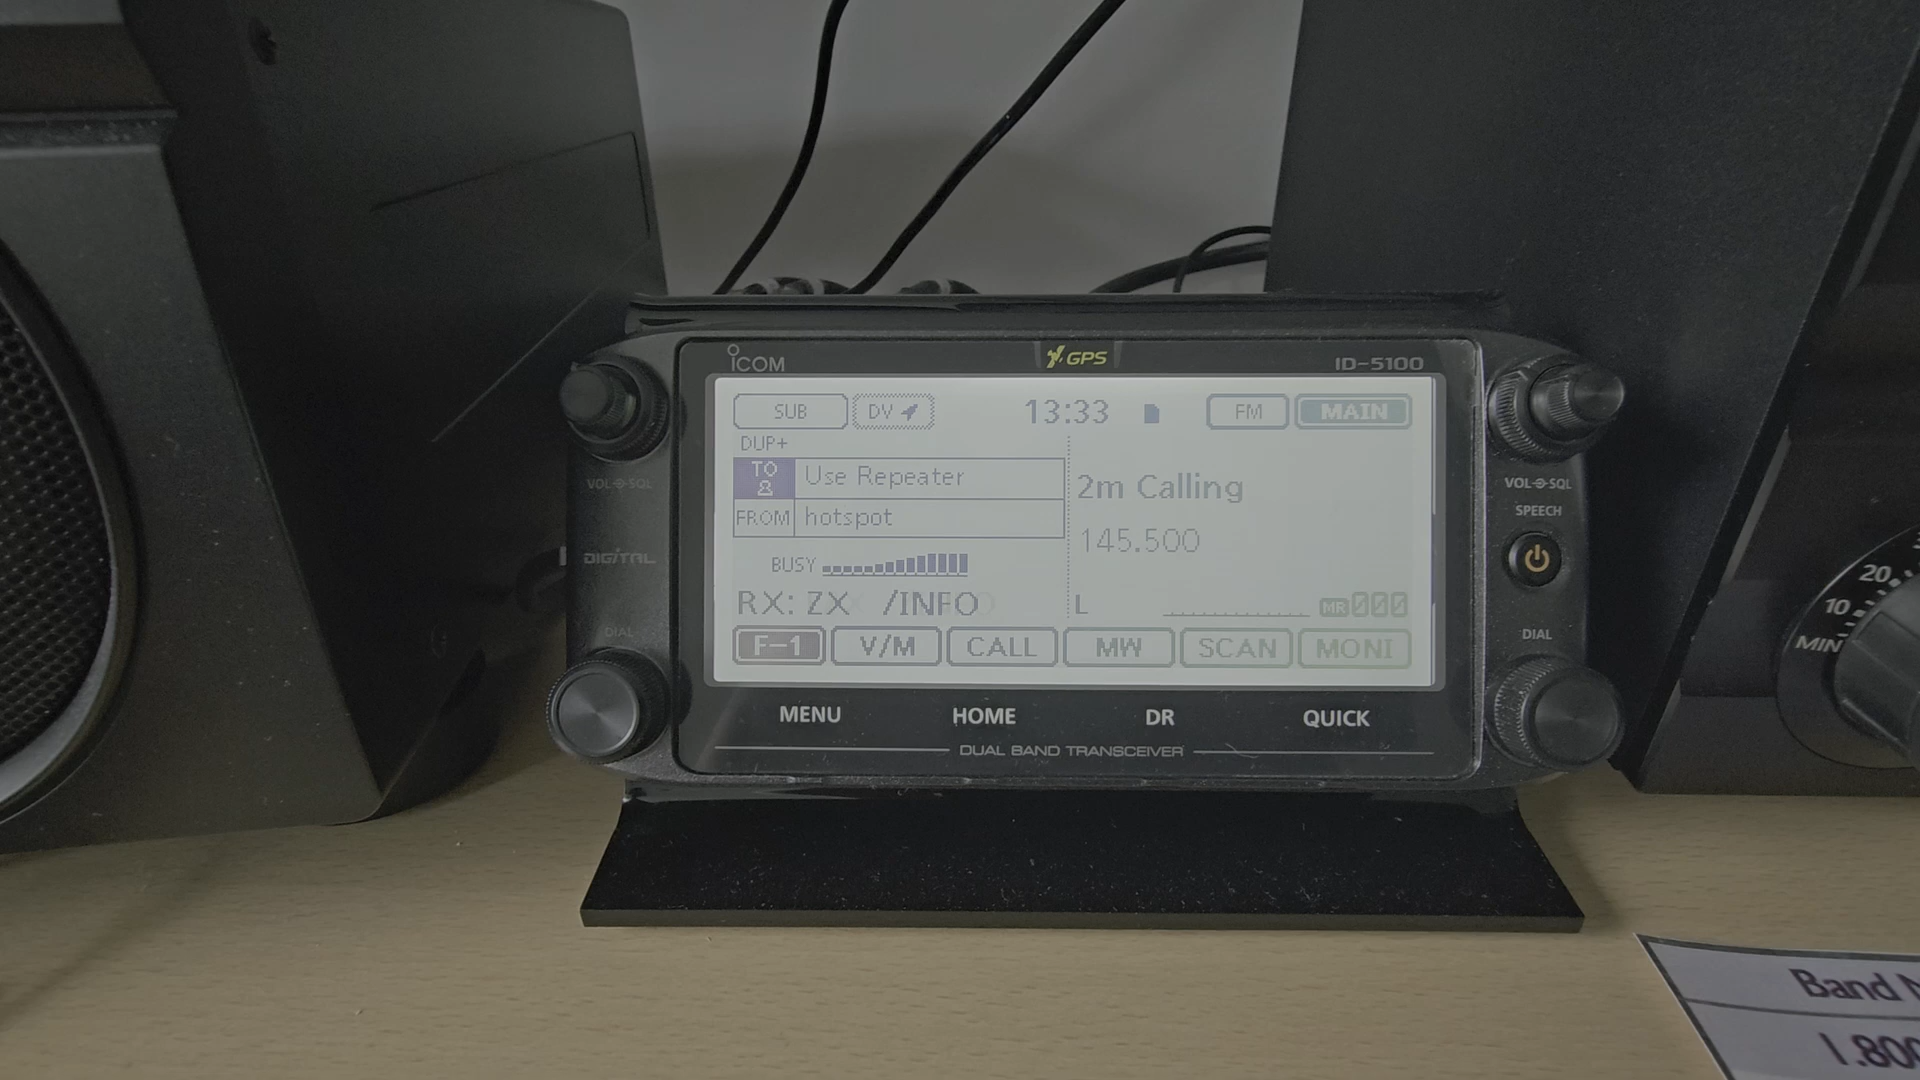 ICOM
GPS
ID-5100
SUB
DV
13:33
FM
MAIN
DUP+
TO
Use Repeater
FROM
hotspot
BUSY
RX: ZX /INFO
2m Calling
145.500
L
MR 000
F-1
V/M
CALL
MW
SCAN
MONI
MENU
HOME
DR
QUICK
DUAL BAND TRANSCEIVER
VOL SQL
DIGITAL
DIAL
VOL SQL
SPEECH
DIAL
20
10
MIN
Band
1.800